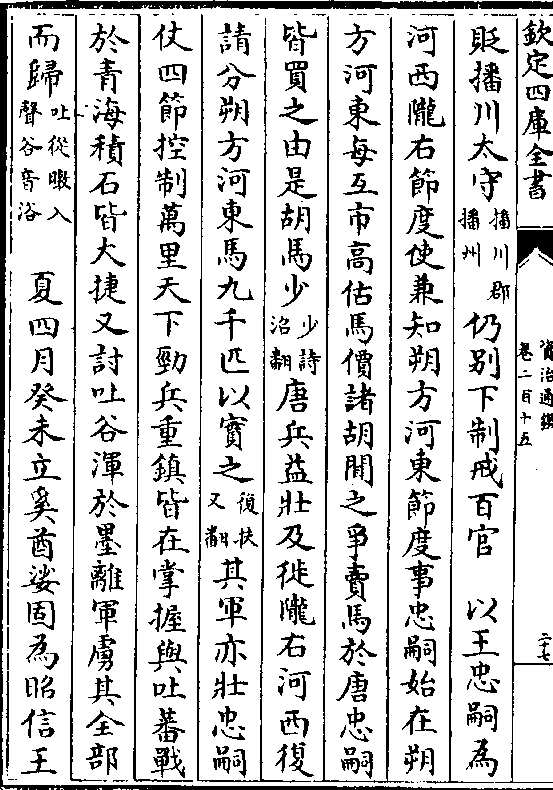 欽定四庫全書
資治通鑑
卷二百十五
二十七
貶播川太守播川郡播州仍别下制戒百官 以王忠嗣為
河西隴右節度使兼知朔方河東節度事忠嗣始在朔
方河東每互市高估馬價諸胡聞之爭賣馬於唐忠嗣
皆買之由是胡馬少少詩沼翻唐兵益壯及徙隴右河西復
請分朔方河東馬九千匹以實之復扶又翻其軍亦壯忠嗣
仗四節控制萬里天下勁兵重鎮皆在掌握與吐蕃戰
於青海積石皆大捷又討吐谷渾於墨離軍虜其全部
而歸吐從暾入聲谷音浴 夏四月癸未立奚酋娑固為昭信王